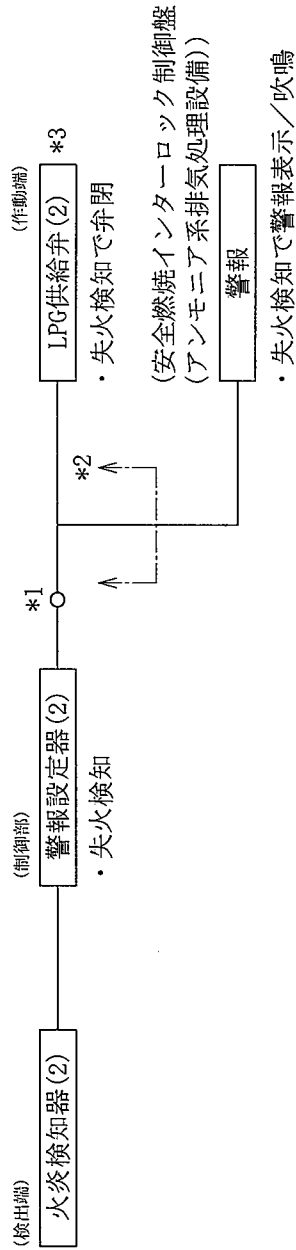 (検出端)
火炎検知器(2)
(制御部)
警報設定器(2)
・失火検知
*1
*2
(作動端)
LPG供給弁(2)
*3
・失火検知で弁閉
(安全燃焼インターロック制御盤
(アンモニア系排気処理設備))
警報
・失火検知で警報表示/吹鳴